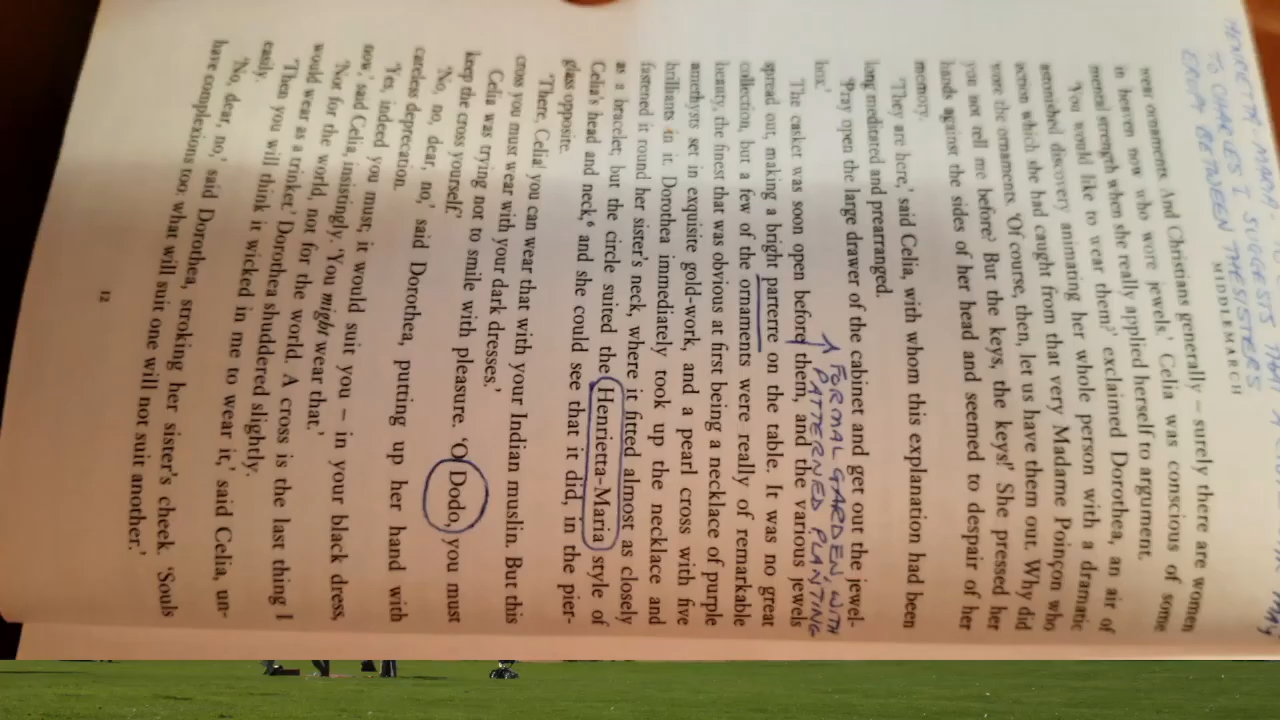 HENRIETTA-MARIA"
SUGGESTS THAT
MAY
TO CHARLES I SUGGESTS
ENMITY BETWEEN THE SISTERS
MIDDLEMARCH
wear ornaments. And Christians generally – surely there are women
in heaven now who wore jewels.' Celia was conscious of some
mental strength when she really applied herself to argument.
'You would like to wear them?' exclaimed Dorothea, an air of
astonished discovery animating her whole person with a dramatic
action which she had caught from that very Madame Poinçon who
wore the ornaments. 'Of course, then, let us have them out. Why did
you not tell me before? But the keys, the keys!' She pressed her
hands against the sides of her head and seemed to despair of her
memory.
'They are here,' said Celia, with whom this explanation had been
long meditated and prearranged.
'Pray open the large drawer of the cabinet and get out the jewel-
box.'
FORMAL GARDEN, WITH
PATTERNED PLANTING
The casket was soon open before them, and the various jewels
spread out, making a bright parterre on the table. It was no great
collection, but a few of the ornaments were really of remarkable
beauty, the finest that was obvious at first being a necklace of purple
amethysts set in exquisite gold-work, and a pearl cross with five
brilliants in it. Dorothea immediately took up the necklace and
fastened it round her sister's neck, where it fitted almost as closely
as a bracelet; but the circle suited the Henrietta-Maria style of
Celia's head and neck,⁶ and she could see that it did, in the pier-
glass opposite.
'There, Celia! you can wear that with your Indian muslin. But this
cross you must wear with your dark dresses.'
Celia was trying not to smile with pleasure. 'O Dodo, you must
keep the cross yourself.'
'No, no, dear, no,' said Dorothea, putting up her hand with
careless deprecation.
'Yes, indeed you must; it would suit you – in your black dress,
now,' said Celia, insistingly. 'You might wear that.'
'Not for the world, not for the world. A cross is the last thing I
would wear as a trinket.' Dorothea shuddered slightly.
'Then you will think it wicked in me to wear it,' said Celia, un-
easily.
'No, dear, no,' said Dorothea, stroking her sister's cheek. 'Souls
have complexions too: what will suit one will not suit another.'
12